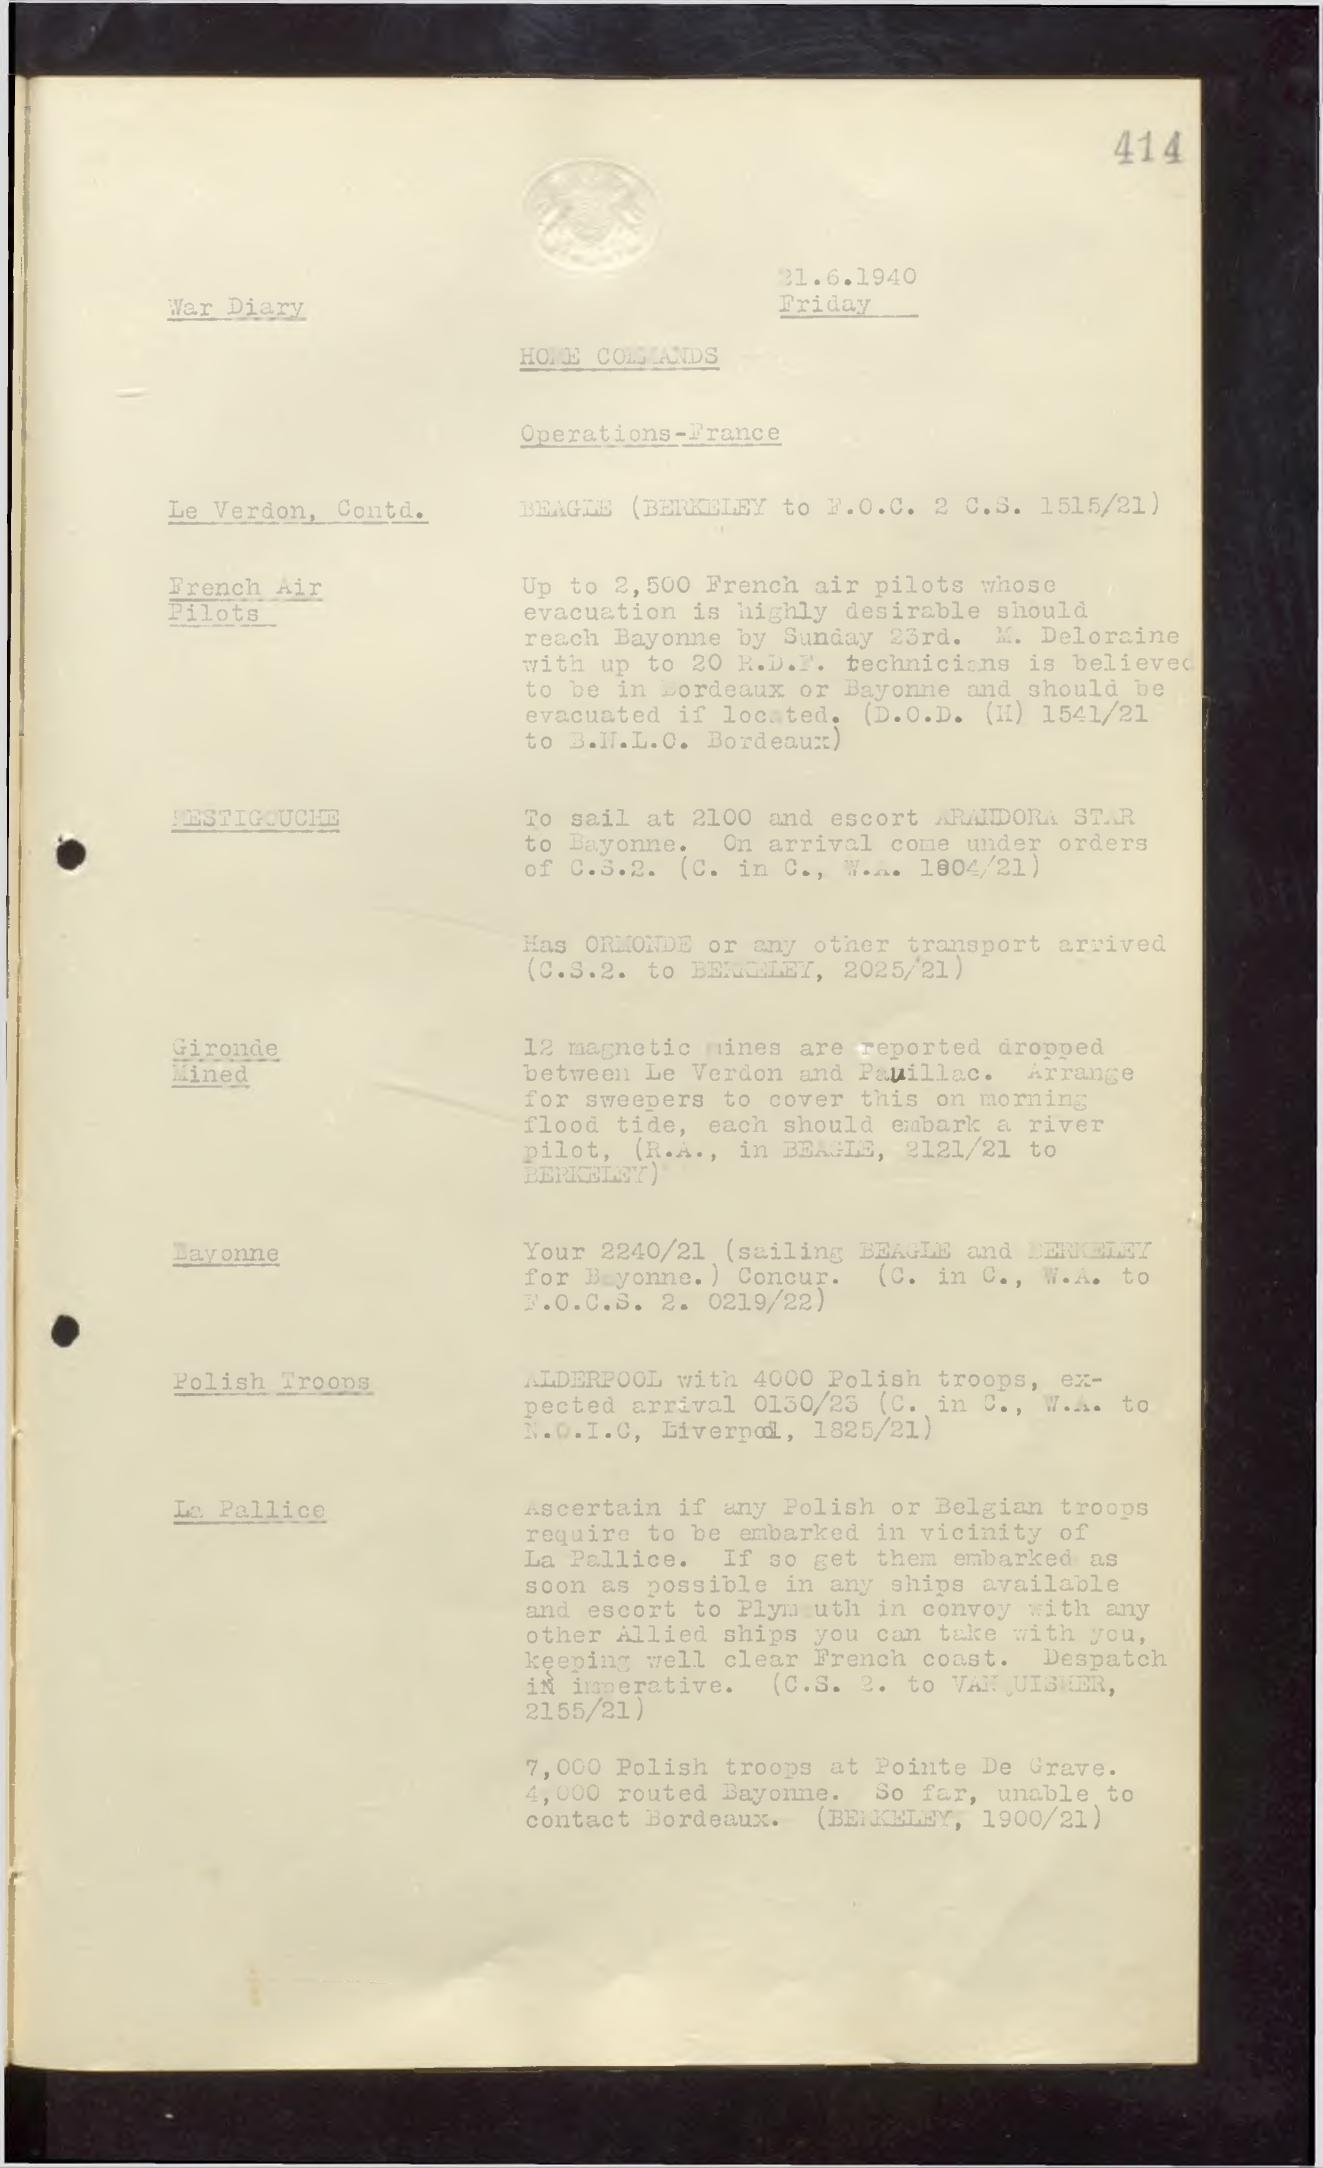 414
21.6.1940
War Diary
Friday
HOME COMMANDS
Operations-France
Le Verdon, Contd.
BEAGLE (BERKELEY to F.O.C. 2 C.S. 1515/21)
French Air
Pilots
Up to 2,500 French air pilots whose
evacuation is highly desirable should
reach Bayonne by Sunday 23rd. M. Deloraine
with up to 20 R.D.F. technicians is believed
to be in Bordeaux or Bayonne and should be
evacuated if located. (D.O.D. (H) 1541/21
to B.N.L.O. Bordeaux)
RESTIGOUCHE
To sail at 2100 and escort ARANDORA STAR
to Bayonne. On arrival come under orders
of C.S.2. (C. in C., W.A. 1804/21)
Has ORMONDE or any other transport arrived
(C.S.2. to BERKELEY, 2025/21)
Gironde
Mined
12 magnetic mines are reported dropped
between Le Verdon and Pauillac. Arrange
for sweepers to cover this on morning
flood tide, each should embark a river
pilot, (R.A., in BEAGLE, 2121/21 to
BERKELEY)
Bayonne
Your 2240/21 (sailing BEAGLE and BERKELEY
for Bayonne.) Concur. (C. in C., W.A. to
F.O.C.S. 2. 0219/22)
Polish Troops
ALDERPOOL with 4000 Polish troops, ex-
pected arrival 0130/23 (C. in C., W.A. to
N.O.I.C, Liverpool, 1825/21)
La Pallice
Ascertain if any Polish or Belgian troops
require to be embarked in vicinity of
La Pallice. If so get them embarked as
soon as possible in any ships available
and escort to Plymouth in convoy with any
other Allied ships you can take with you,
keeping well clear French coast. Despatch
is imperative. (C.S. 2. to VANQUISHER,
2155/21)
7,000 Polish troops at Pointe De Grave.
4,000 routed Bayonne. So far, unable to
contact Bordeaux. (BERKELEY, 1900/21)